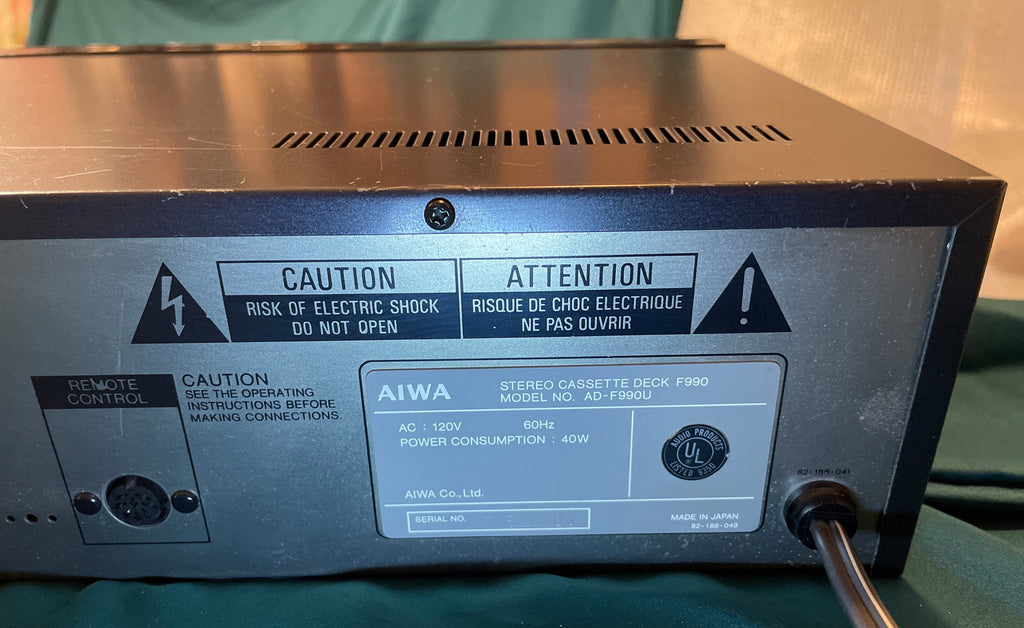 CAUTION
RISK OF ELECTRIC SHOCK
DO NOT OPEN
ATTENTION
RISQUE DE CHOC ELECTRIQUE
NE PAS OUVRIR
REMOTE
CONTROL
CAUTION
SEE THE OPERATING
INSTRUCTIONS BEFORE
MAKING CONNECTIONS.
AIWA
STEREO CASSETTE DECK F990
MODEL NO. AD-F990U
AC : 120V 60Hz
POWER CONSUMPTION : 40W
AUDIO PRODUCTS
UL
LISTED 9350
AIWA Co., Ltd.
SERIAL NO.
MADE IN JAPAN
82-188-049
82-188-041